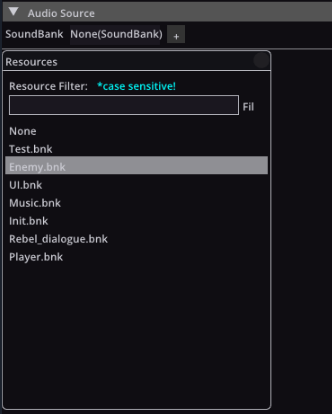 Audio Source
SoundBank None(SoundBank) +
Resources
Resource Filter: *case sensitive!
Fil
None
Test.bnk
Enemy.bnk
UI.bnk
Music.bnk
Init.bnk
Rebel_dialogue.bnk
Player.bnk